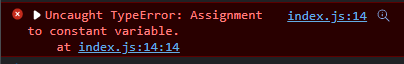 Uncaught TypeError: Assignment index.js:14
to constant variable.
at index.js:14:14